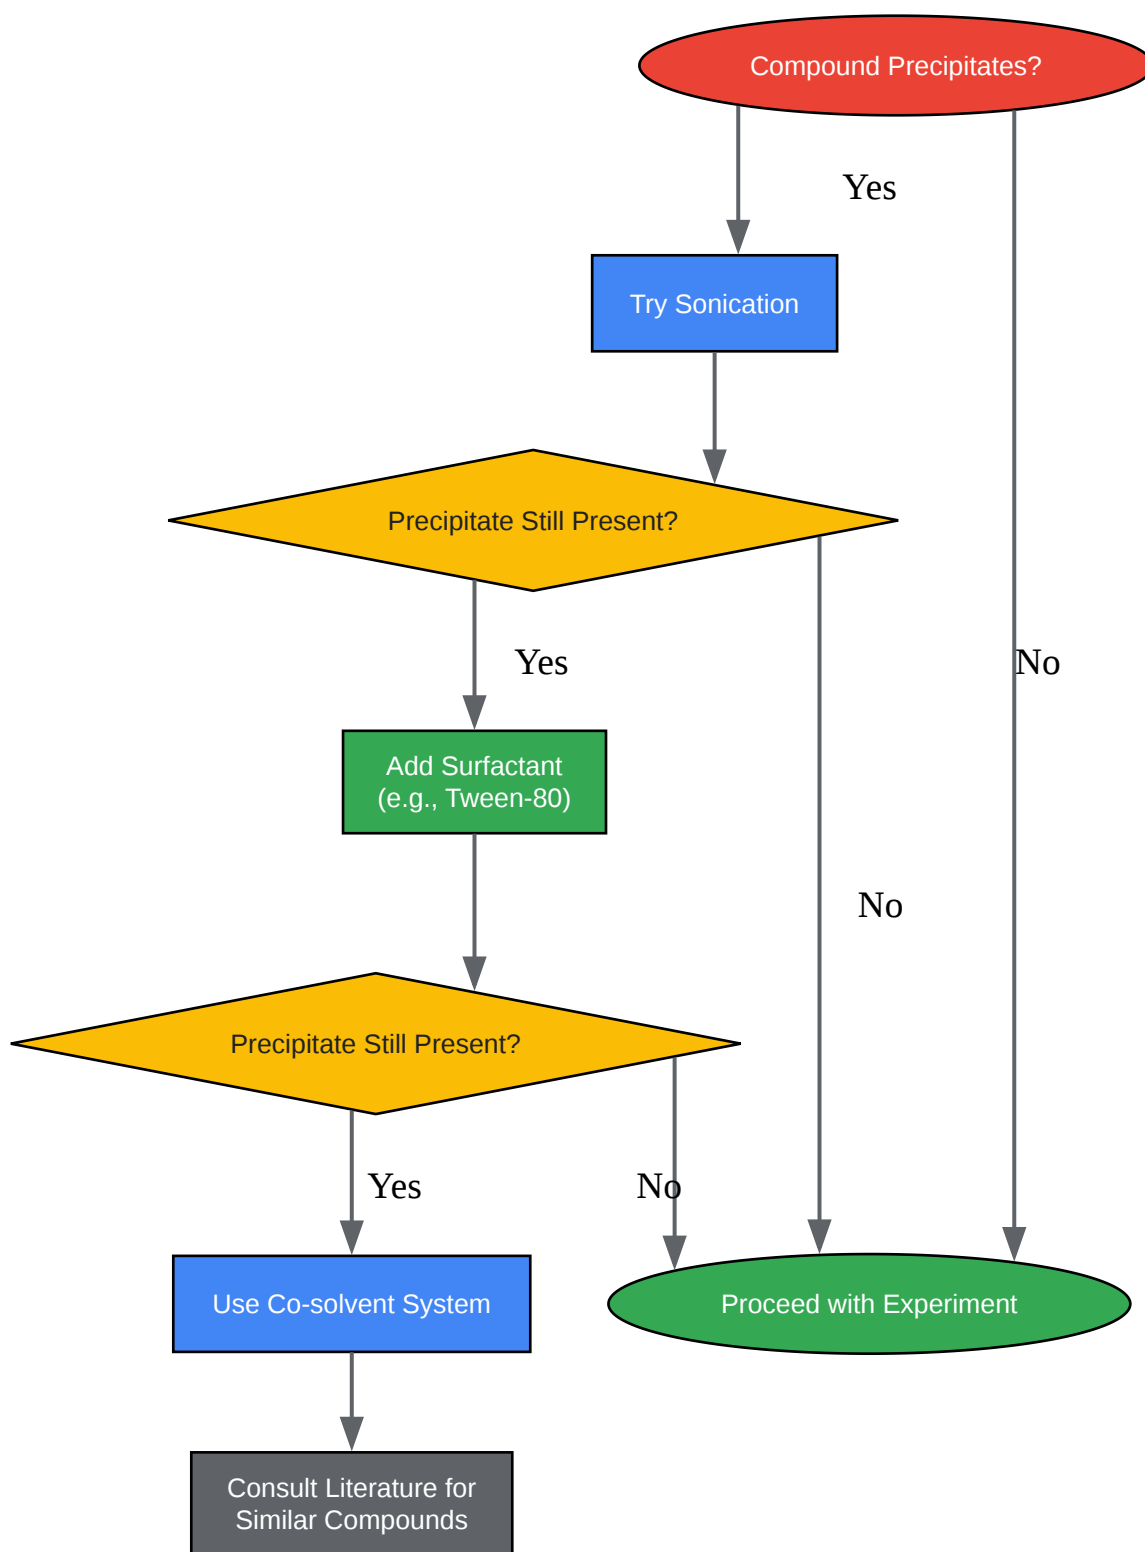 Compound Precipitates?
Yes
Try Sonication
Precipitate Still Present?
Yes
No
Add Surfactant
(e.g., Tween-80)
No
Precipitate Still Present?
Yes
No
Use Co-solvent System
Proceed with Experiment
Consult Literature for
Similar Compounds